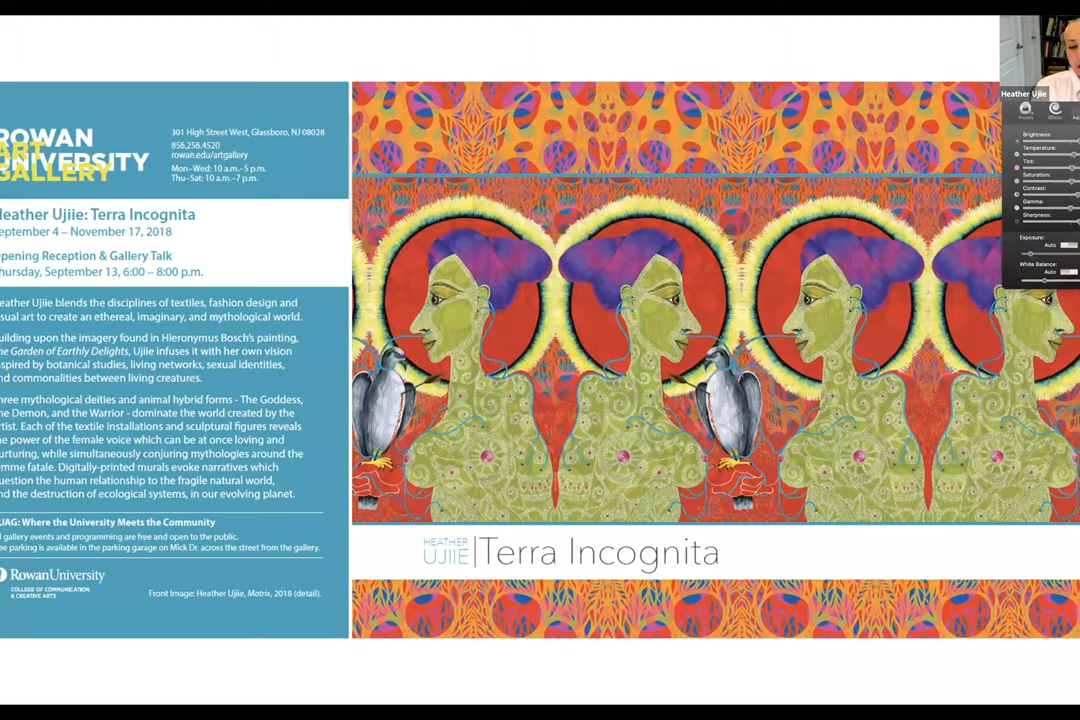 ROWAN
UNIVERSITY
ART
GALLERY
301 High Street West, Glassboro, NJ 08028
856.256.4520
rowan.edu/artgallery
Mon–Wed: 10 a.m.–5 p.m.
Thu–Sat: 10 a.m.–7 p.m.
eather Ujiie: Terra Incognita
eptember 4 – November 17, 2018
pening Reception & Gallery Talk
hursday, September 13, 6:00 – 8:00 p.m.
eather Ujiie blends the disciplines of textiles, fashion design and
sual art to create an ethereal, imaginary, and mythological world.
uilding upon the imagery found in Hieronymus Bosch's painting,
he Garden of Earthly Delights, Ujiie infuses it with her own vision
spired by botanical studies, living networks, sexual identities,
nd commonalities between living creatures.
hree mythological deities and animal hybrid forms - The Goddess,
he Demon, and the Warrior - dominate the world created by the
rtist. Each of the textile installations and sculptural figures reveals
he power of the female voice which can be at once loving and
urturing, while simultaneously conjuring mythologies around the
emme fatale. Digitally-printed murals evoke narratives which
uestion the human relationship to the fragile natural world,
nd the destruction of ecological systems, in our evolving planet.
UAG: Where the University Meets the Community
l gallery events and programming are free and open to the public.
ee parking is available in the parking garage on Mick Dr. across the street from the gallery.
RowanUniversity
COLLEGE OF COMMUNICATION
& CREATIVE ARTS
Front Image: Heather Ujiie, Matrix, 2018 (detail).
HEATHER
UJIIE
Terra Incognita
Heather Ujiie
Presets
Effects
Brightness:
Temperature:
Tint:
Saturation:
Contrast:
Gamma:
Sharpness:
Exposure:
Auto
White Balance:
Auto